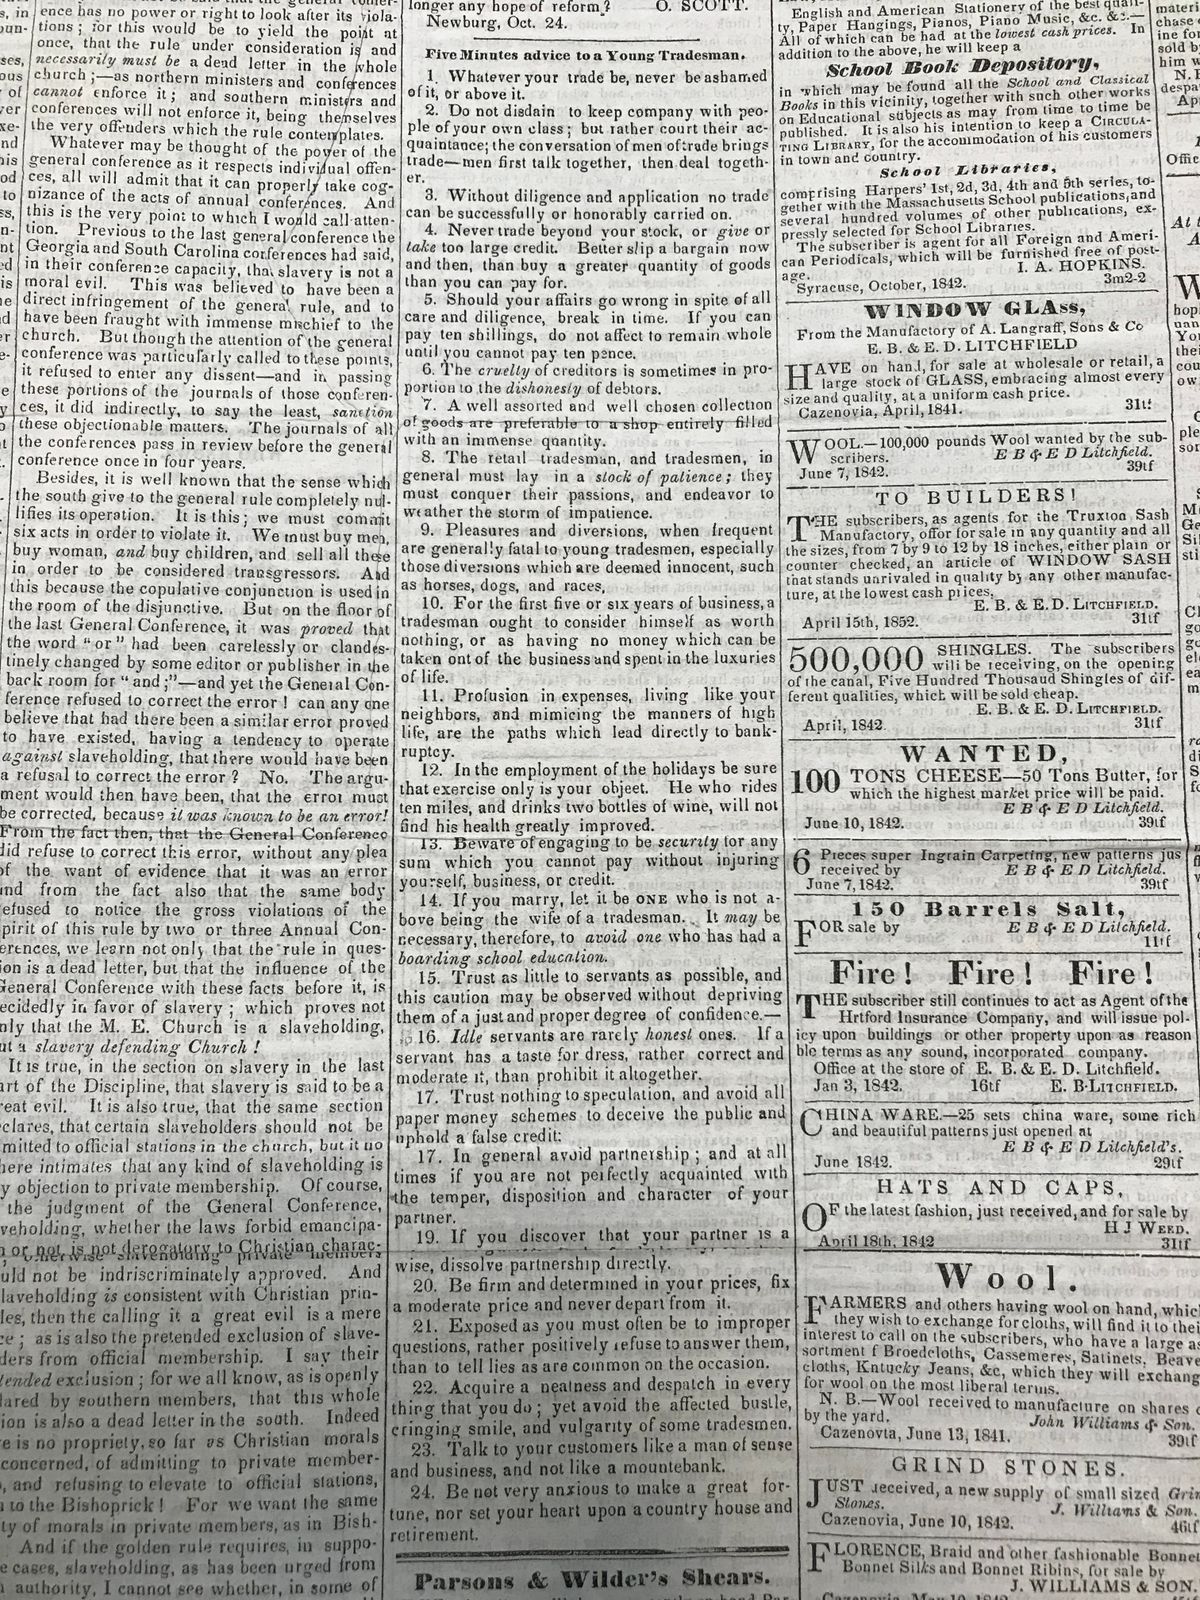 ence has no power or right to look after its viola-
tions ; for this would be to yield the point at
once, that the rule under consideration is and
necessarily must be a dead letter in the whole
church ;—as northern ministers and conferences
cannot enforce it ; and southern ministers and
conferences will not enforce it, being themselves
the very offenders which the rule contemplates.
Whatever may be thought of the power of the
general conference as it respects individual offen-
ces, all will admit that it can properly take cog-
nizance of the acts of annual conferences. And
this is the very point to which I would call atten-
tion. Previous to the last general conference the
Georgia and South Carolina conferences had said,
in their conference capacity, that slavery is not a
moral evil. This was believed to have been a
direct infringement of the general rule, and to
have been fraught with immense mischief to the
church. But though the attention of the general
conference was particularly called to these points,
it refused to enter any dissent—and in passing
these portions of the journals of those conferen-
ces, it did indirectly, to say the least, sanction
these objectionable matters. The journals of all
the conferences pass in review before the general
conference once in four years.
Besides, it is well known that the sense which
the south give to the general rule completely nul-
lifies its operation. It is this ; we must commit
six acts in order to violate it. We must buy men,
buy woman, and buy children, and sell all these
in order to be considered transgressors. And
this because the copulative conjunction is used in
the room of the disjunctive. But on the floor of
the last General Conference, it was proved that
the word "or" had been carelessly or clandes-
tinely changed by some editor or publisher in the
back room for "and ;"—and yet the General Con-
ference refused to correct the error ! can any one
believe that had there been a similar error proved
to have existed, having a tendency to operate
against slaveholding, that there would have been
a refusal to correct the error ? No. The argu-
ment would then have been, that the error must
be corrected, because it was known to be an error!
From the fact then, that the General Conference
did refuse to correct this error, without any plea
of the want of evidence that it was an error
and from the fact also that the same body
refused to notice the gross violations of the
spirit of this rule by two or three Annual Con-
erences, we learn not only that the rule in ques-
ion is a dead letter, but that the influence of the
General Conference with these facts before it, is
ecidedly in favor of slavery ; which proves not
nly that the M. E. Church is a slaveholding,
ut a slavery defending Church !
It is true, in the section on slavery in the last
art of the Discipline, that slavery is said to be a
reat evil. It is also true, that the same section
clares, that certain slaveholders should not be
mitted to official stations in the church, but it no
here intimates that any kind of slaveholding is
y objection to private membership. Of course,
the judgment of the General Conference,
veholding, whether the laws forbid emancipa-
n or not is not derogatory to Christian charac-
otherwise slaveholding private members
uld not be indiscriminately approved. And
laveholding is consistent with Christian prin-
les, then the calling it a great evil is a mere
ce ; as is also the pretended exclusion of slave-
ders from official membership. I say their
tended exclusion ; for we all know, as is openly
lared by southern members, that this whole
ion is also a dead letter in the south. Indeed
e is no propriety, so far as Christian morals
concerned, of admitting to private member-
, and refusing to elevate to official stations,
to the Bishoprick ! For we want the same
ty of morals in private members, as in Bish-
And if the golden rule requires, in suppo-
e cases, slaveholding, as has been urged from
authority, I cannot see whether, in some of
longer any hope of reform ? O. SCOTT.
Newburg, Oct. 24.
Five Minutes advice to a Young Tradesman.
1. Whatever your trade be, never be ashamed
of it, or above it.
2. Do not disdain to keep company with peo-
ple of your own class ; but rather court their ac-
quaintance; the conversation of men of trade brings
trade—men first talk together, then deal togeth-
er.
3. Without diligence and application no trade
can be successfully or honorably carried on.
4. Never trade beyond your stock, or give or
take too large credit. Better slip a bargain now
and then, than buy a greater quantity of goods
than you can pay for.
5. Should your affairs go wrong in spite of all
care and diligence, break in time. If you can
pay ten shillings, do not affect to remain whole
until you cannot pay ten pence.
6. The cruelty of creditors is sometimes in pro-
portion to the dishonesty of debtors.
7. A well assorted and well chosen collection
of goods are preferable to a shop entirely filled
with an immense quantity.
8. The retail tradesman, and tradesmen, in
general must lay in a stock of patience ; they
must conquer their passions, and endeavor to
weather the storm of impatience.
9. Pleasures and diversions, when frequent
are generally fatal to young tradesmen, especially
those diversions which are deemed innocent, such
as horses, dogs, and races,
10. For the first five or six years of business, a
tradesman ought to consider himself as worth
nothing, or as having no money which can be
taken ont of the business and spent in the luxuries
of life.
11. Profusion in expenses, living like your
neighbors, and mimicing the manners of high
life, are the paths which lead directly to bank-
ruptcy.
12. In the employment of the holidays be sure
that exercise only is your objeet. He who rides
ten miles, and drinks two bottles of wine, will not
find his health greatly improved.
13. Beware of engaging to be security for any
sum which you cannot pay without injuring
yourself, business, or credit.
14. If you marry, let it be ONE who is not a-
bove being the wife of a tradesman. It may be
necessary, therefore, to avoid one who has had a
boarding school education.
15. Trust as little to servants as possible, and
this caution may be observed without depriving
them of a just and proper degree of confidence.—
16. Idle servants are rarely honest ones. If a
servant has a taste for dress, rather correct and
moderate it, than prohibit it altogether.
17. Trust nothing to speculation, and avoid all
paper money schemes to deceive the public and
uphold a false credit:
17. In general avoid partnership ; and at all
times if you are not perfectly acquainted with
the temper, disposition and character of your
partner.
19. If you discover that your partner is a
wise, dissolve partnership directly.
20. Be firm and determined in your prices, fix
a moderate price and never depart from it.
21. Exposed as you must often be to improper
questions, rather positively refuse to answer them,
than to tell lies as are common on the occasion.
22. Acquire a neatness and despatch in every
thing that you do ; yet avoid the affected bustle,
cringing smile, and vulgarity of some tradesmen.
23. Talk to your customers like a man of sense
and business, and not like a mountebank.
24. Be not very anxious to make a great for-
tune, nor set your heart upon a country house and
retirement.
Parsons & Wilder's Shears.
English and American Stationery of the best quali-
ty, Paper Hangings, Pianos, Piano Music, &c. &c.—
All of which can be had at the lowest cash prices. In
addition to the above, he will keep a
School Book Depository,
in which may be found all the School and Classical
Books in this vicinity, together with such other works
on Educational subjects as may from time to time be
published. It is also his intention to keep a CIRCULA-
TING LIBRARY, for the accommodation of his customers
in town and country.
School Libraries,
comprising Harpers' 1st, 2d, 3d, 4th and 5th series, to-
gether with the Massachusetts School publications, and
several hundred volumes of other publications, ex-
pressly selected for School Libraries.
The subscriber is agent for all Foreign and Ameri-
can Periodicals, which will be furnished free of post-
age. I. A. HOPKINS.
Syracuse, October, 1842. 3m2-2
WINDOW GLASS,
From the Manufactory of A. Langraff, Sons & Co
E. B. & E. D. LITCHFIELD
HAVE on hand, for sale at wholesale or retail, a
large stock of GLASS, embracing almost every
size and quality, at a uniform cash price.
Cazenovia, April, 1841. 31tf
WOOL.—100,000 pounds Wool wanted by the sub-
scribers. E B & E D Litchfield.
June 7, 1842. 39tf
TO BUILDERS!
THE subscribers, as agents for the Truxton Sash
Manufactory, offor for sale in any quantity and all
the sizes, from 7 by 9 to 12 by 18 inches, either plain or
counter checked, an article of WINDOW SASH
that stands unrivaled in quality by any other manufac-
ture, at the lowest cash prices,
E. B. & E. D. LITCHFIELD.
April 15th, 1852. 31tf
500,000 SHINGLES. The subscribers
will be receiving, on the opening
of the canal, Five Hundred Thousaud Shingles of dif-
ferent qualities, which will be sold cheap.
E. B. & E. D. LITCHFIELD.
April, 1842. 31tf
WANTED,
100 TONS CHEESE—50 Tons Butter, for
which the highest market price will be paid.
E B & E D Litchfield.
June 10, 1842. 39tf
6 Pieces super Ingrain Carpeting, new patterns jus
received by E B & E D Litchfield.
June 7, 1842. 39tf
150 Barrels Salt,
FOR sale by E B & E D Litchfield.
11tf
Fire! Fire! Fire!
THE subscriber still continues to act as Agent of the
Hrtford Insurance Company, and will issue pol-
icy upon buildings or other property upon as reason
ble terms as any sound, incorporated company.
Office at the store of E. B. & E. D. Litchfield.
Jan 3, 1842. 16tf E. B. LITCHFIELD.
CHINA WARE.—25 sets china ware, some rich
and beautiful patterns just opened at
E B & E D Litchfield's.
June 1842. 29tf
HATS AND CAPS,
OF the latest fashion, just received, and for sale by
H J WEED.
April 18th, 1842 31tf
Wool.
FARMERS and others having wool on hand, which
they wish to exchange for cloths, will find it to thei
interest to call on the subscribers, who have a large as
sortment f Broedcloths, Cassemeres, Satinets, Beave
cloths, Kntucky Jeans, &c, which they will exchang
for wool on the most liberal terms.
N. B.—Wool received to manufacture on shares o
by the yard. John Williams & Son.
Cazenovia, June 13, 1841. 39tf
GRIND STONES.
JUST received, a new supply of small sized Grin
Stones. J. Williams & Son.
Cazenovia, June 10, 1842. 46tf
FLORENCE, Braid and other fashionable Bonnet
Bonnet Silks and Bonnet Ribins, for sale by
J. WILLIAMS & SON.